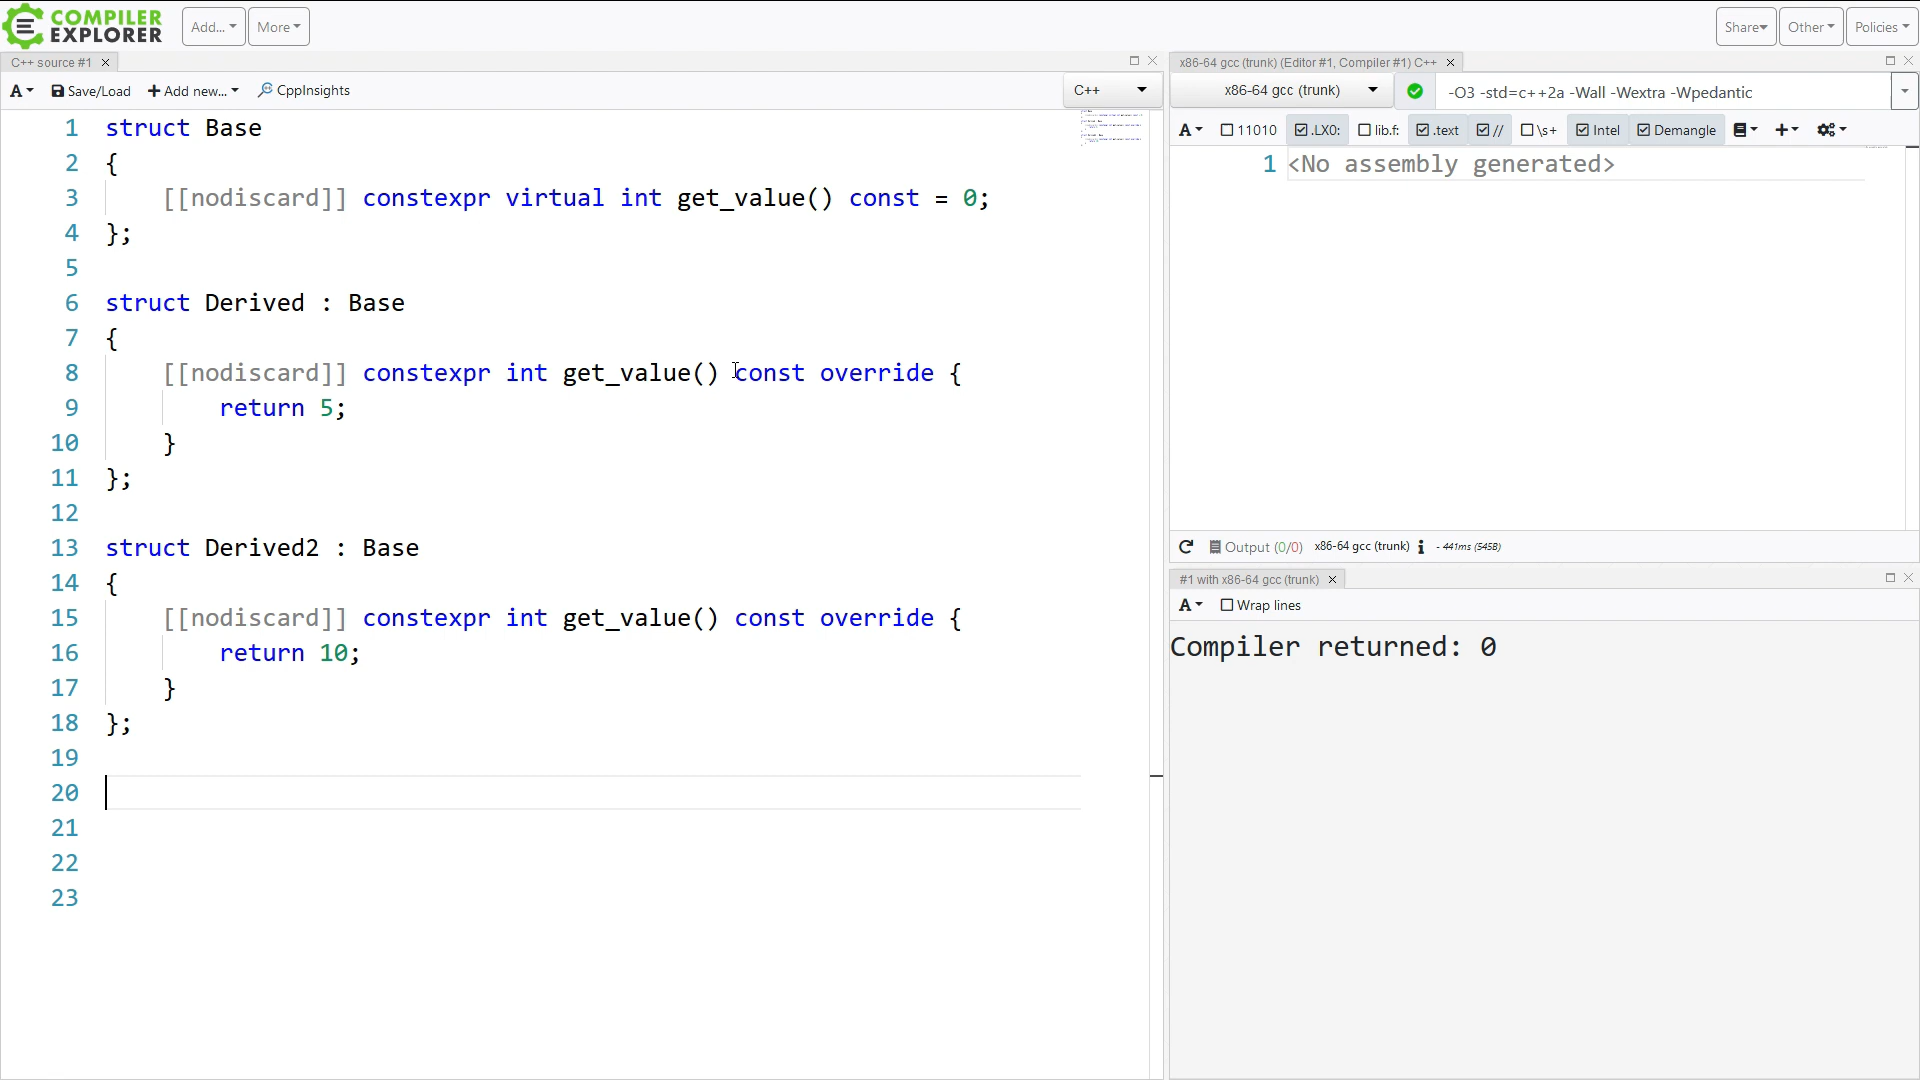 COMPILER
EXPLORER
Add...
More
Share
Other
Policies
C++ source #1
A
Save/Load
Add new...
CppInsights
C++
1 struct Base
2 {
3     [[nodiscard]] constexpr virtual int get_value() const = 0;
4 };
5
6 struct Derived : Base
7 {
8     [[nodiscard]] constexpr int get_value() const override {
9         return 5;
10     }
11 };
12
13 struct Derived2 : Base
14 {
15     [[nodiscard]] constexpr int get_value() const override {
16         return 10;
17     }
18 };
19
20
21
22
23
x86-64 gcc (trunk) (Editor #1, Compiler #1) C++
x86-64 gcc (trunk)
-O3 -std=c++2a -Wall -Wextra -Wpedantic
A
11010
.LX0:
lib.f:
.text
//
\s+
Intel
Demangle
1 <No assembly generated>
Output (0/0) x86-64 gcc (trunk) - 441ms (545B)
#1 with x86-64 gcc (trunk)
A
Wrap lines
Compiler returned: 0